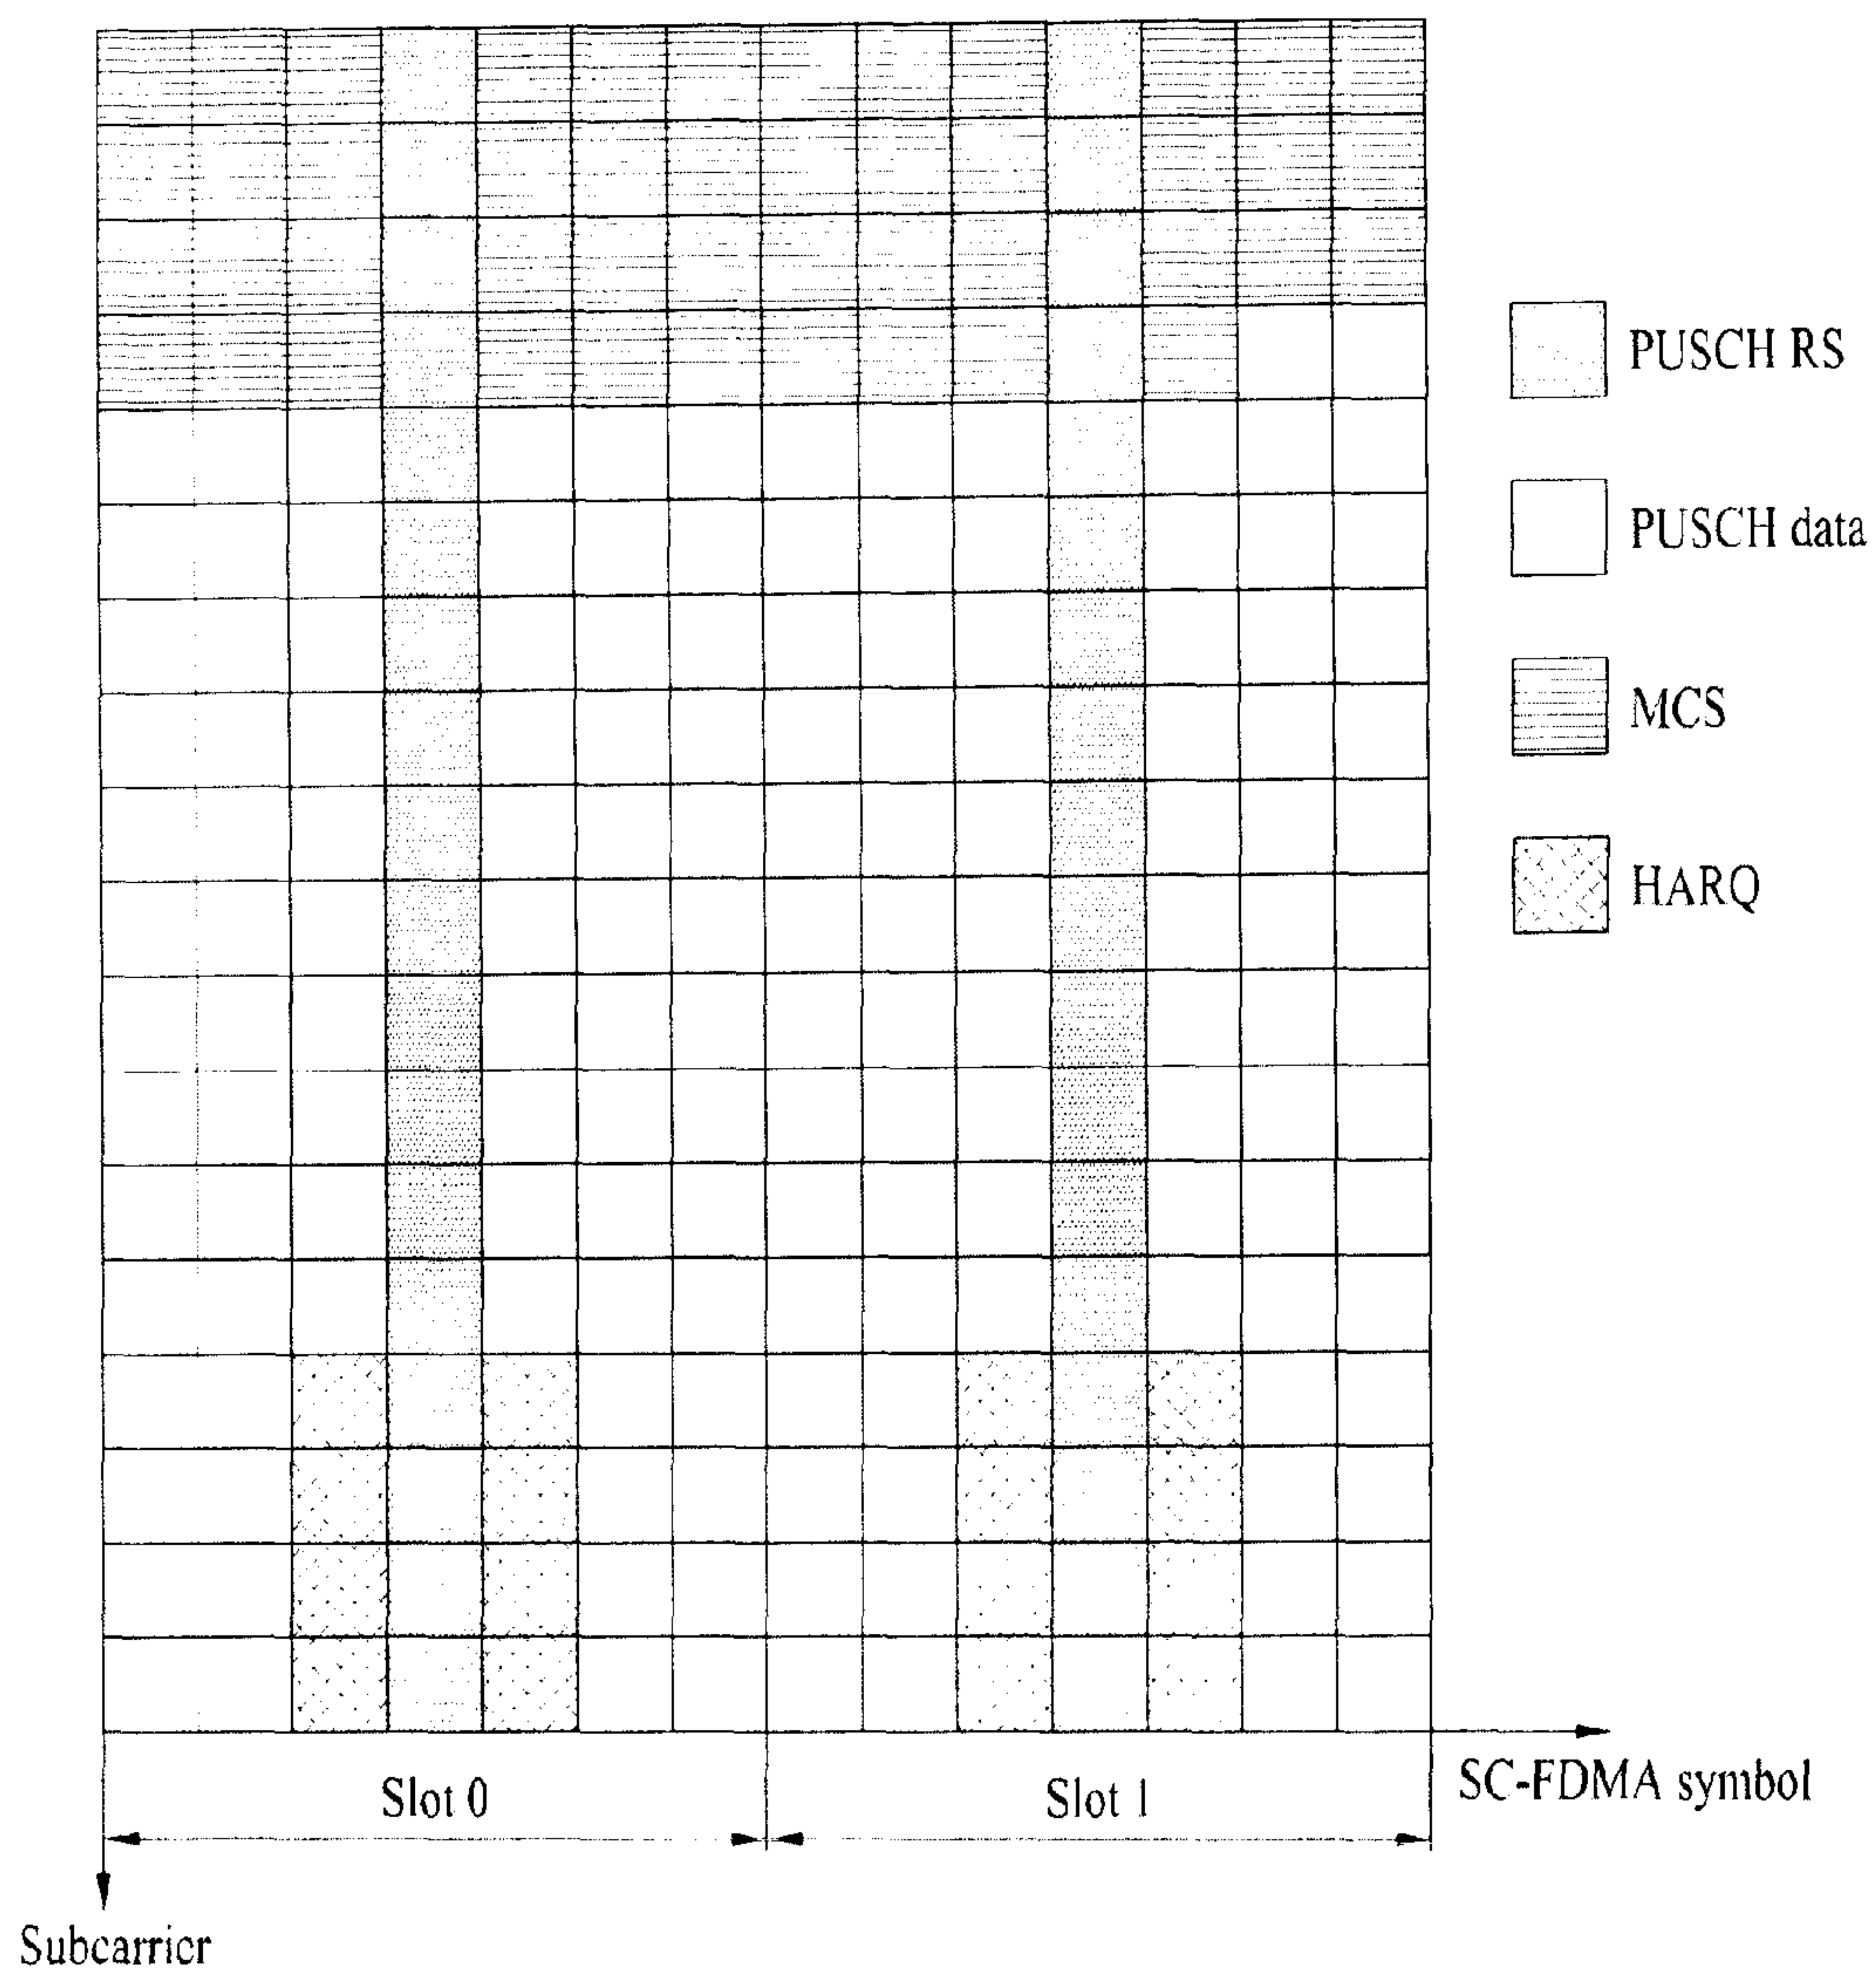 PUSCH RS
PUSCH data
MCS
HARQ
Slot 0
Slot 1
SC-FDMA symbol
Subcarrier